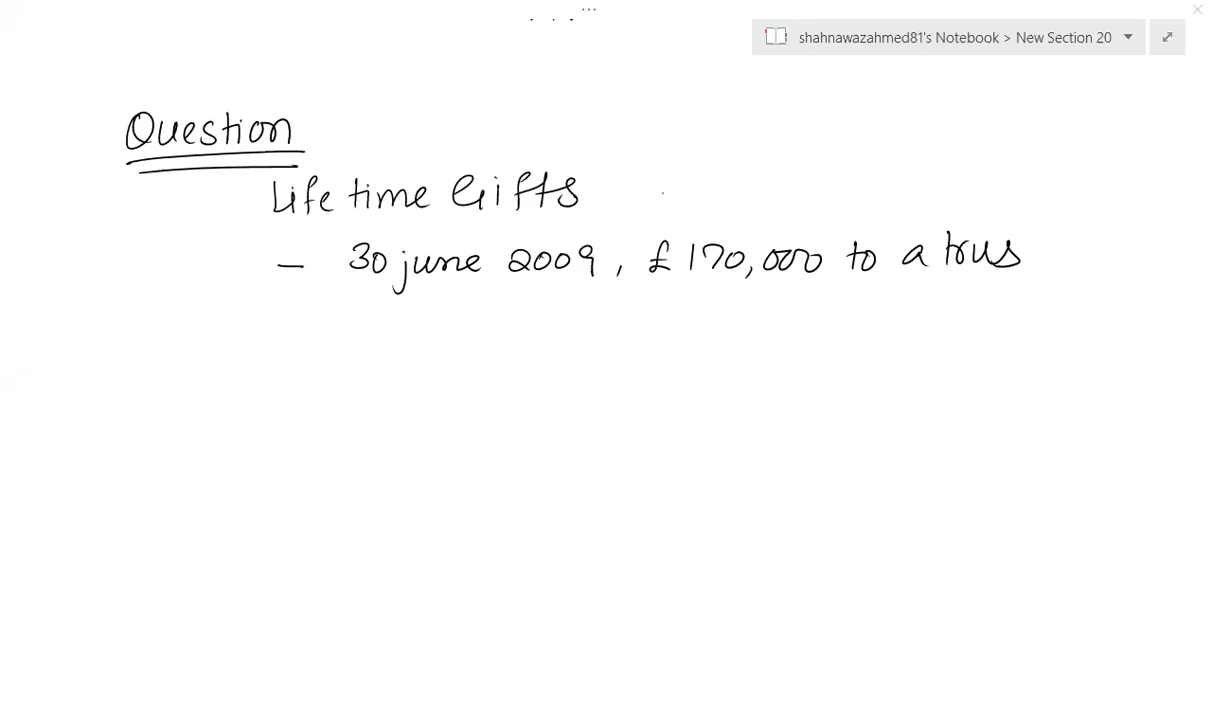 shahnawazahmed81's Notebook > New Section 20
Question
Life time Gifts
- 30 june 2009, £170,000 to a trus